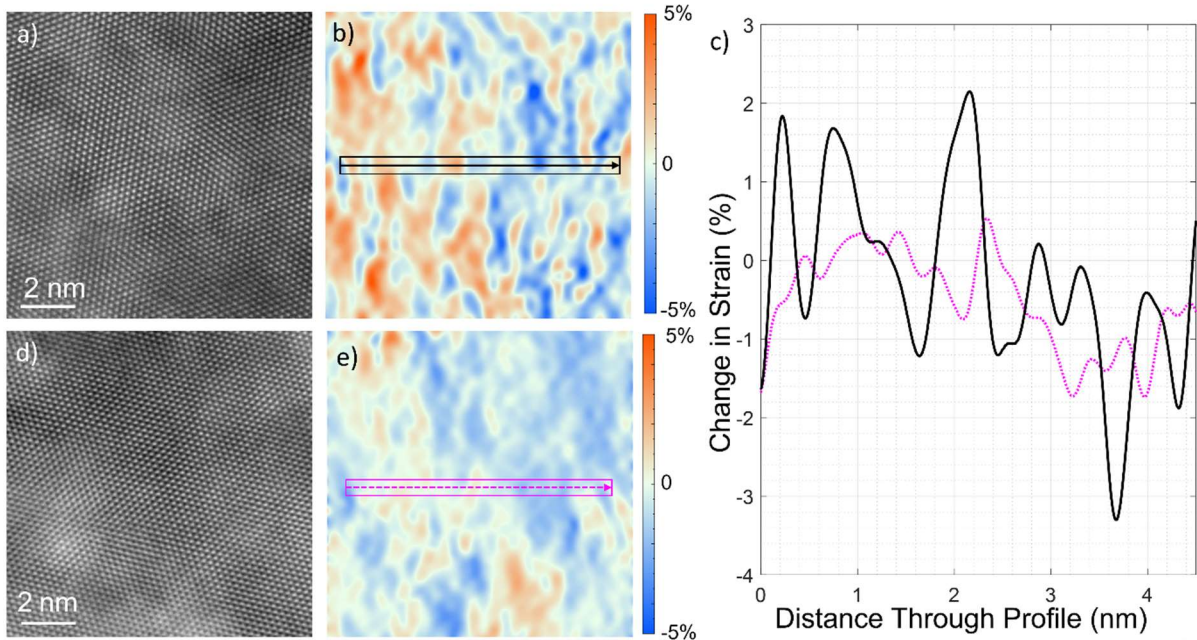 a)
2 nm
b)
5%
0
-5%
c)
Change in Strain (%)
3
2
1
0
-1
-2
-3
-4
0
1
2
3
4
Distance Through Profile (nm)
d)
2 nm
e)
5%
0
-5%